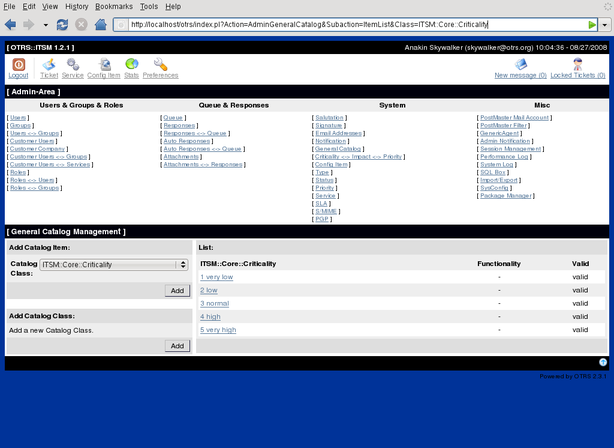 File Edit View History Bookmarks Tools Help
http://localhost/otrs/index.pl?Action=AdminGeneralCatalog&Subaction=ItemList&Class=ITSM::Core::Criticality
[ OTRS::ITSM 1.2.1 ] Anakin Skywalker (skywalker@otrs.org) 10:04:36 - 08/27/2008
Logout Ticket Service Config Item Stats Preferences New message (0) Locked Tickets (0)
[ Admin-Area ]
Users & Groups & Roles Queue & Responses System Misc
[ Users ] [ Queue ] [ Salutation ] [ PostMaster Mail Account ]
[ Groups ] [ Responses ] [ Signature ] [ PostMaster Filter ]
[ Users <-> Groups ] [ Responses <-> Queue ] [ Email Addresses ] [ GenericAgent ]
[ Customer Users ] [ Auto Responses ] [ Notification ] [ Admin Notification ]
[ Customer Company ] [ Auto Responses <-> Queue ] [ General Catalog ] [ Session Management ]
[ Customer Users <-> Groups ] [ Attachments ] [ Criticality <-> Impact <-> Priority ] [ Performance Log ]
[ Customer Users <-> Services ] [ Attachments <-> Responses ] [ Config Item ] [ System Log ]
[ Roles ] [ Type ] [ SQL Box ]
[ Roles <-> Users ] [ Status ] [ Import/Export ]
[ Roles <-> Groups ] [ Priority ] [ SysConfig ]
[ Service ] [ Package Manager ]
[ SLA ]
[ S/MIME ]
[ PGP ]
[ General Catalog Management ]
Add Catalog Item: List:
Catalog Class: ITSM::Core::Criticality ITSM::Core::Criticality Functionality Valid
1 very low - valid
Add 2 low - valid
3 normal - valid
Add Catalog Class: 4 high - valid
Add a new Catalog Class. 5 very high - valid
Add
Powered by OTRS 2.3.1